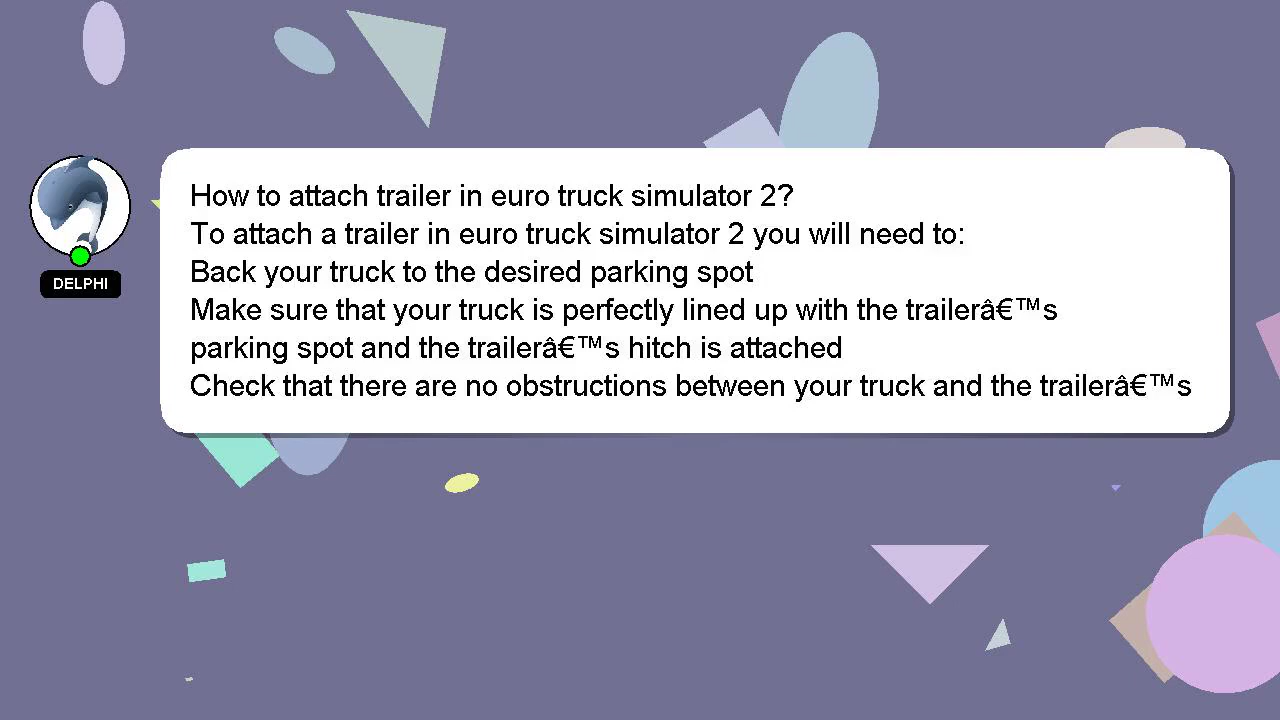 DELPHI
How to attach trailer in euro truck simulator 2?
To attach a trailer in euro truck simulator 2 you will need to:
Back your truck to the desired parking spot
Make sure that your truck is perfectly lined up with the trailerâ€™s
parking spot and the trailerâ€™s hitch is attached
Check that there are no obstructions between your truck and the trailerâ€™s